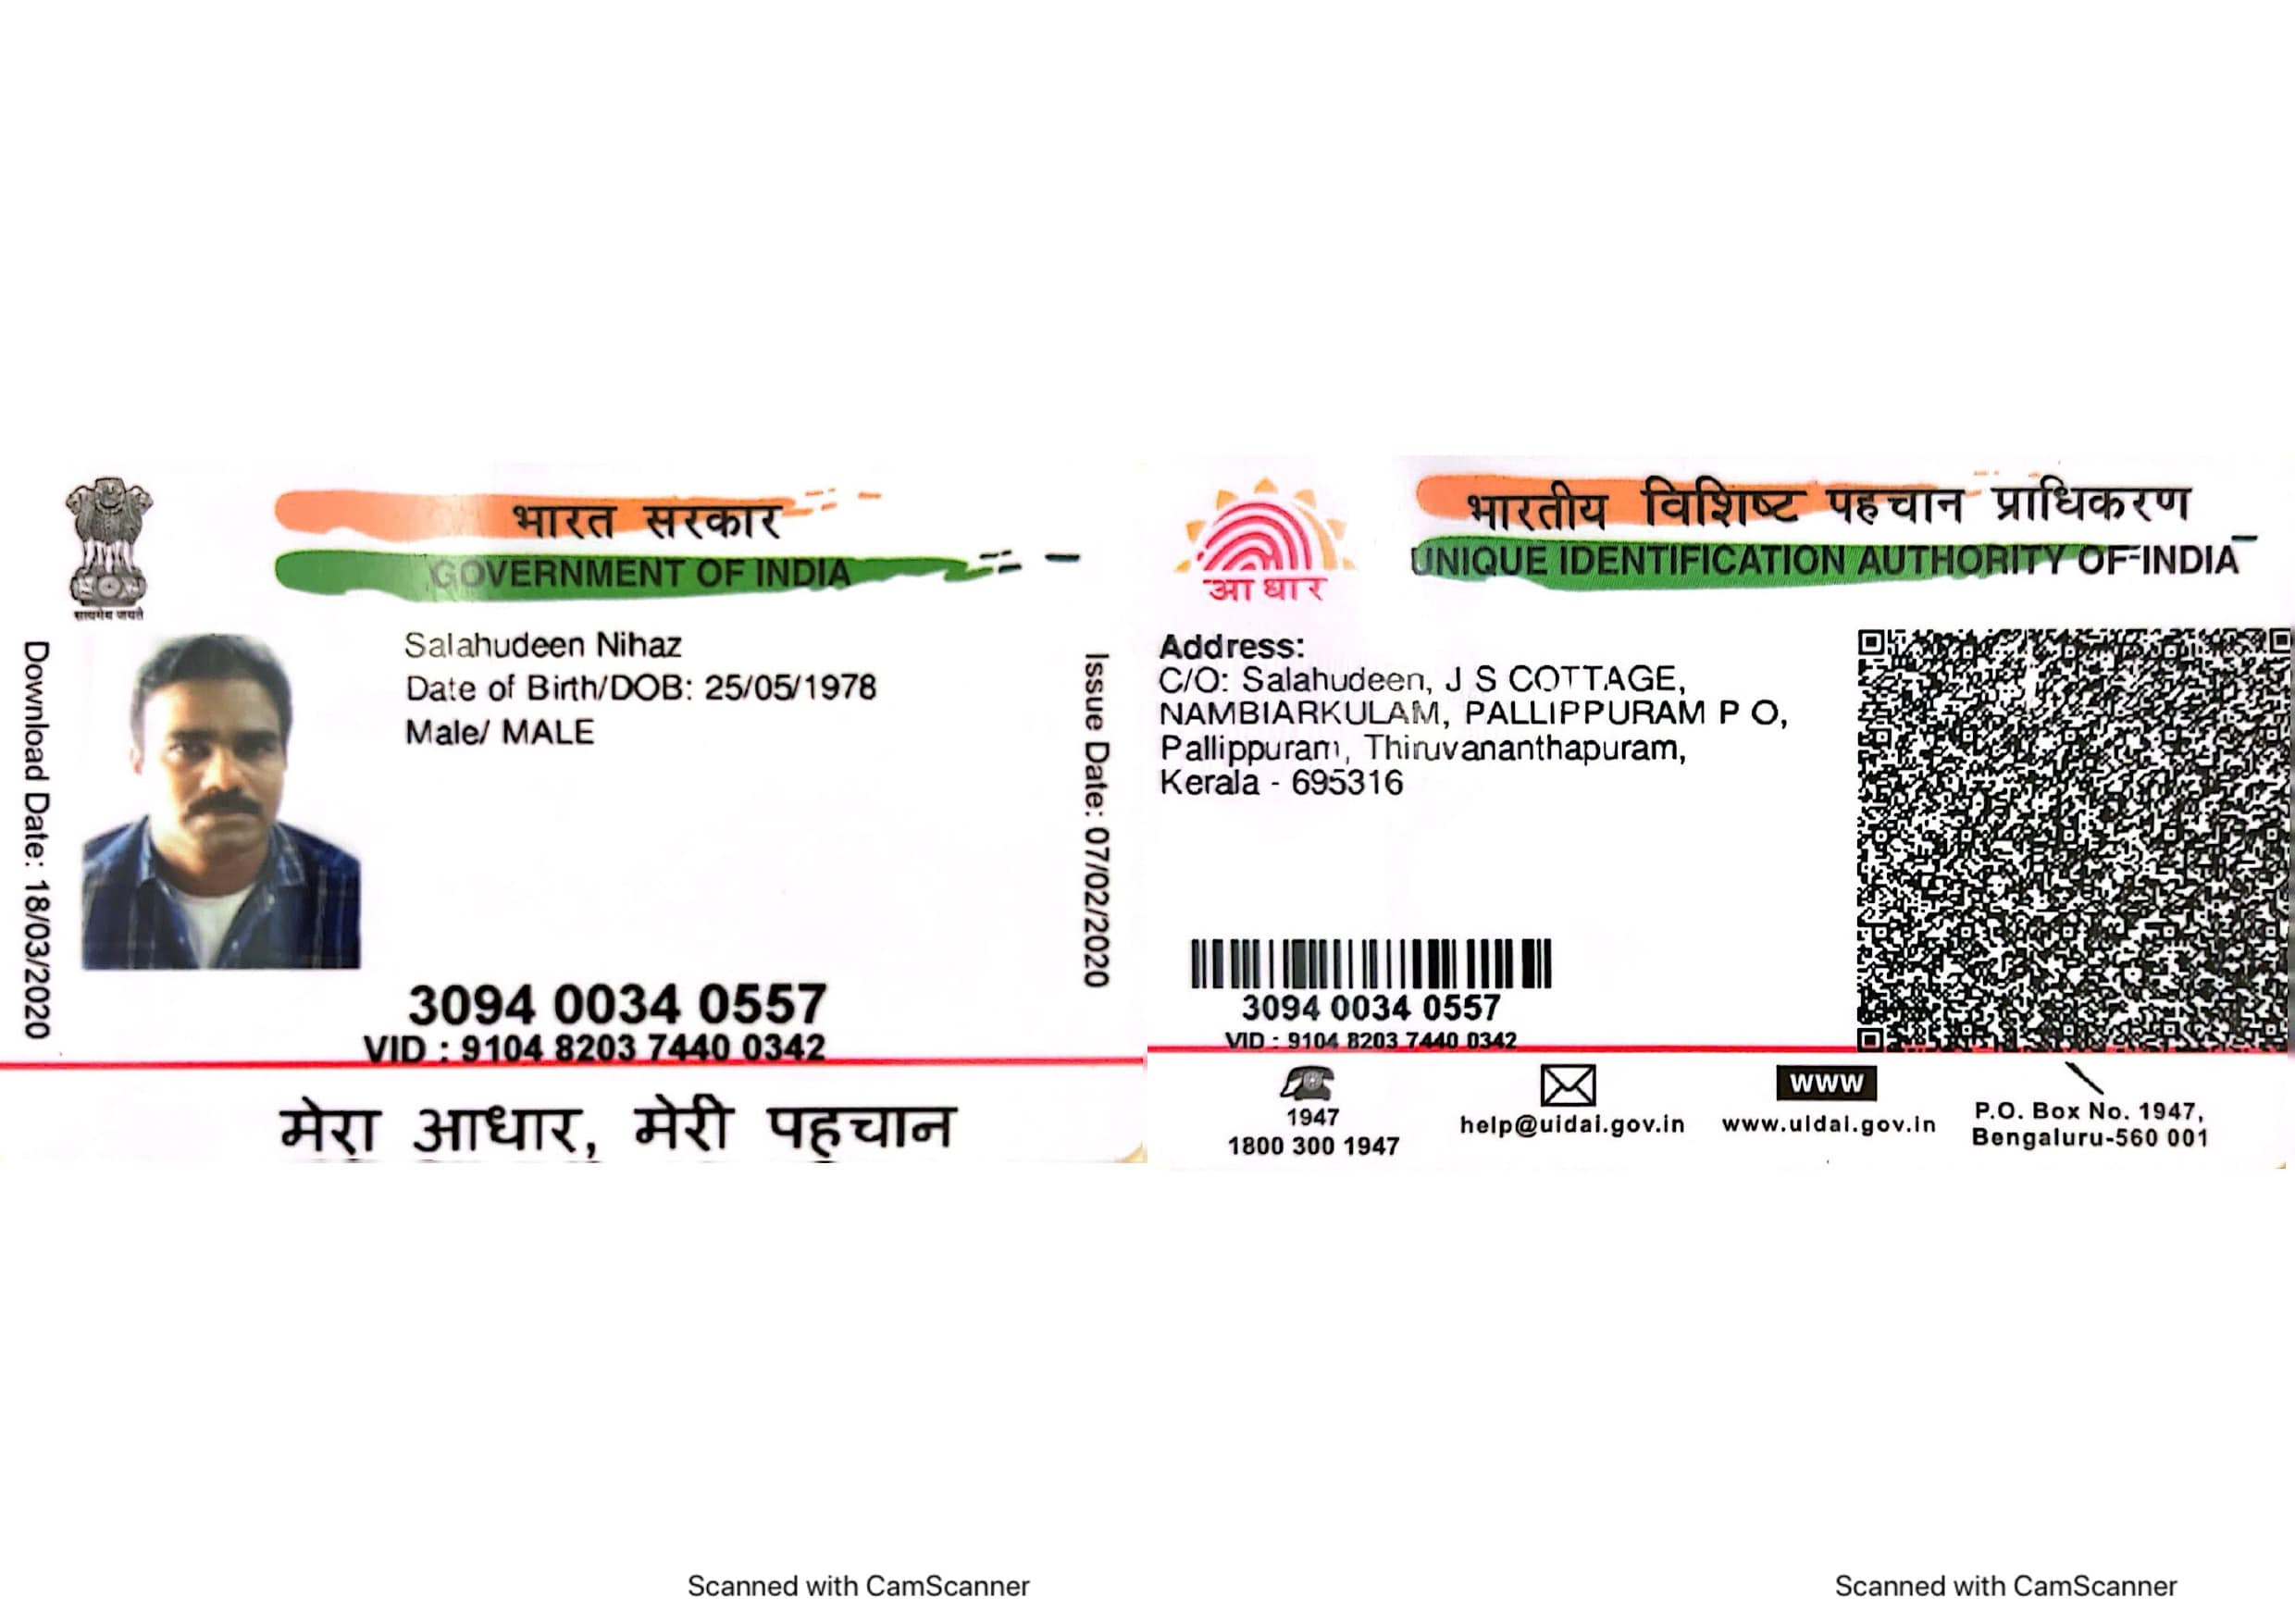 भारत सरकार
GOVERNMENT OF INDIA
सत्यमेव जयते
Download Date: 18/03/2020
Salahudeen Nihaz
Date of Birth/DOB: 25/05/1978
Male/ MALE
Issue Date: 07/02/2020
3094 0034 0557
VID : 9104 8203 7440 0342
मेरा आधार, मेरी पहचान
भारतीय विशिष्ट पहचान प्राधिकरण
UNIQUE IDENTIFICATION AUTHORITY OF INDIA
आधार
Address:
C/O: Salahudeen, J S COTTAGE,
NAMBIARKULAM, PALLIPPURAM P O,
Pallippuram, Thiruvananthapuram,
Kerala - 695316
3094 0034 0557
VID : 9104 8203 7440 0342
1947
1800 300 1947
help@uidai.gov.in
www
www.uidai.gov.in
P.O. Box No. 1947,
Bengaluru-560 001
Scanned with CamScanner
Scanned with CamScanner